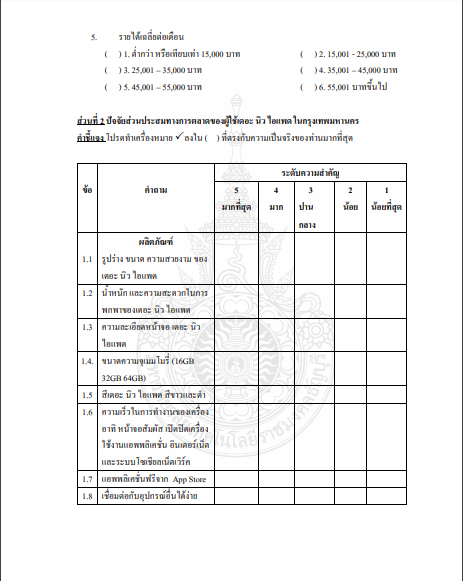 5. รายได้เฉลี่ยต่อเดือน
( ) 1. ต่ำกว่า หรือเทียบเท่า 15,000 บาท ( ) 2. 15,001 - 25,000 บาท
( ) 3. 25,001 – 35,000 บาท ( ) 4. 35,001 – 45,000 บาท
( ) 5. 45,001 – 55,000 บาท ( ) 6. 55,001 บาทขึ้นไป
ส่วนที่ 2 ปัจจัยส่วนประสมทางการตลาดของผู้ใช้เดอะ นิว ไอแพด ในกรุงเทพมหานคร
คำชี้แจง โปรดทำเครื่องหมาย ✓ ลงใน ( ) ที่ตรงกับความเป็นจริงของท่านมากที่สุด
ระดับความสำคัญ
ข้อ คำถาม 5 4 3 2 1
มากที่สุด มาก ปาน น้อย น้อยที่สุด
กลาง
ผลิตภัณฑ์
1.1 รูปร่าง ขนาด ความสวยงาม ของ
เดอะ นิว ไอแพด
1.2 น้ำหนัก และความสะดวกในการ
พกพาของเดอะ นิว ไอแพด
1.3 ความละเอียดหน้าจอ เดอะ นิว
ไอแพด
1.4. ขนาดความจุเมมโมรี่ (16GB
32GB 64GB)
1.5 สีเดอะ นิว ไอแพด สีขาวและดำ
1.6 ความเร็วในการทำงานของเครื่อง
อาทิ หน้าจอสัมผัส เปิดปิดเครื่อง
ใช้งานแอพพลิเคชั่น อินเตอร์เน็ต
และระบบโซเชียลเน็ตเวิร์ค
1.7 แอพพลิเคชั่นฟรีจาก App Store
1.8 เชื่อมต่อกับอุปกรณ์อื่นได้ง่าย